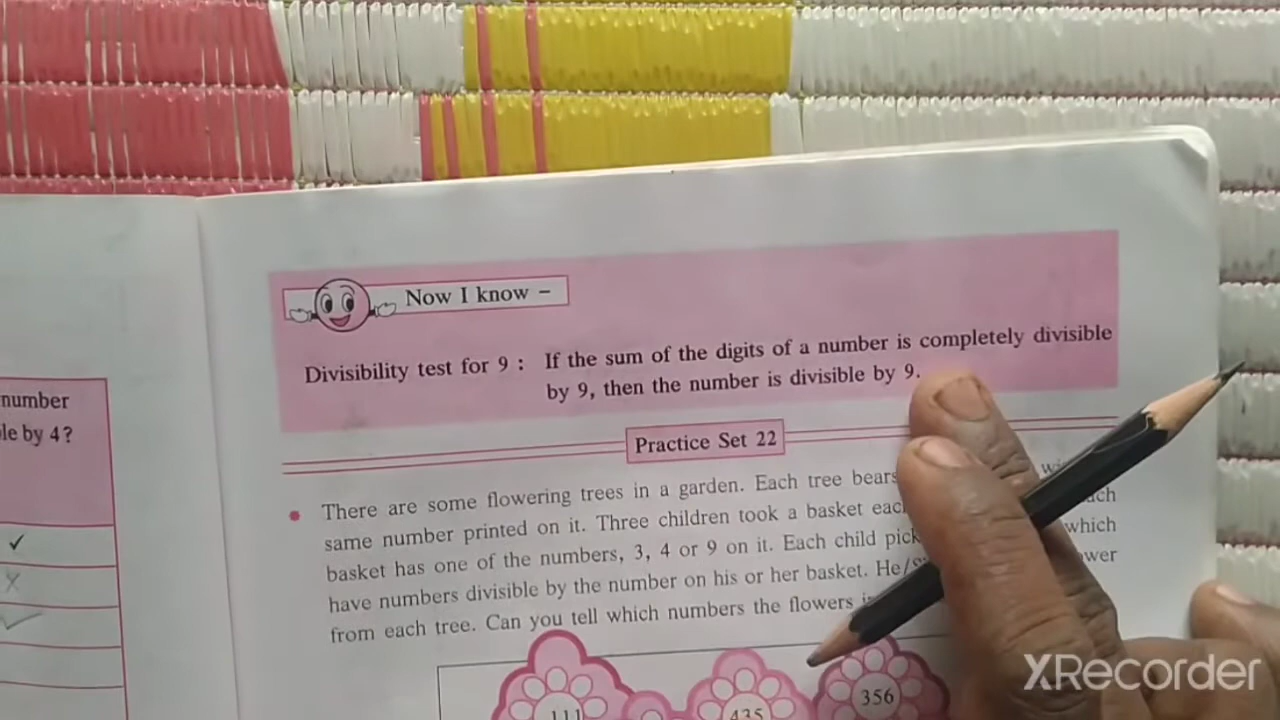 number
le by 4?
Now I know –
Divisibility test for 9 : If the sum of the digits of a number is completely divisible
by 9, then the number is divisible by 9.
Practice Set 22
There are some flowering trees in a garden. Each tree bears
same number printed on it. Three children took a basket
basket has one of the numbers, 3, 4 or 9 on it. Each child which
have numbers divisible by the number on his or her basket.
from each tree. Can you tell which numbers the flowers
111
435
356
XRecorder